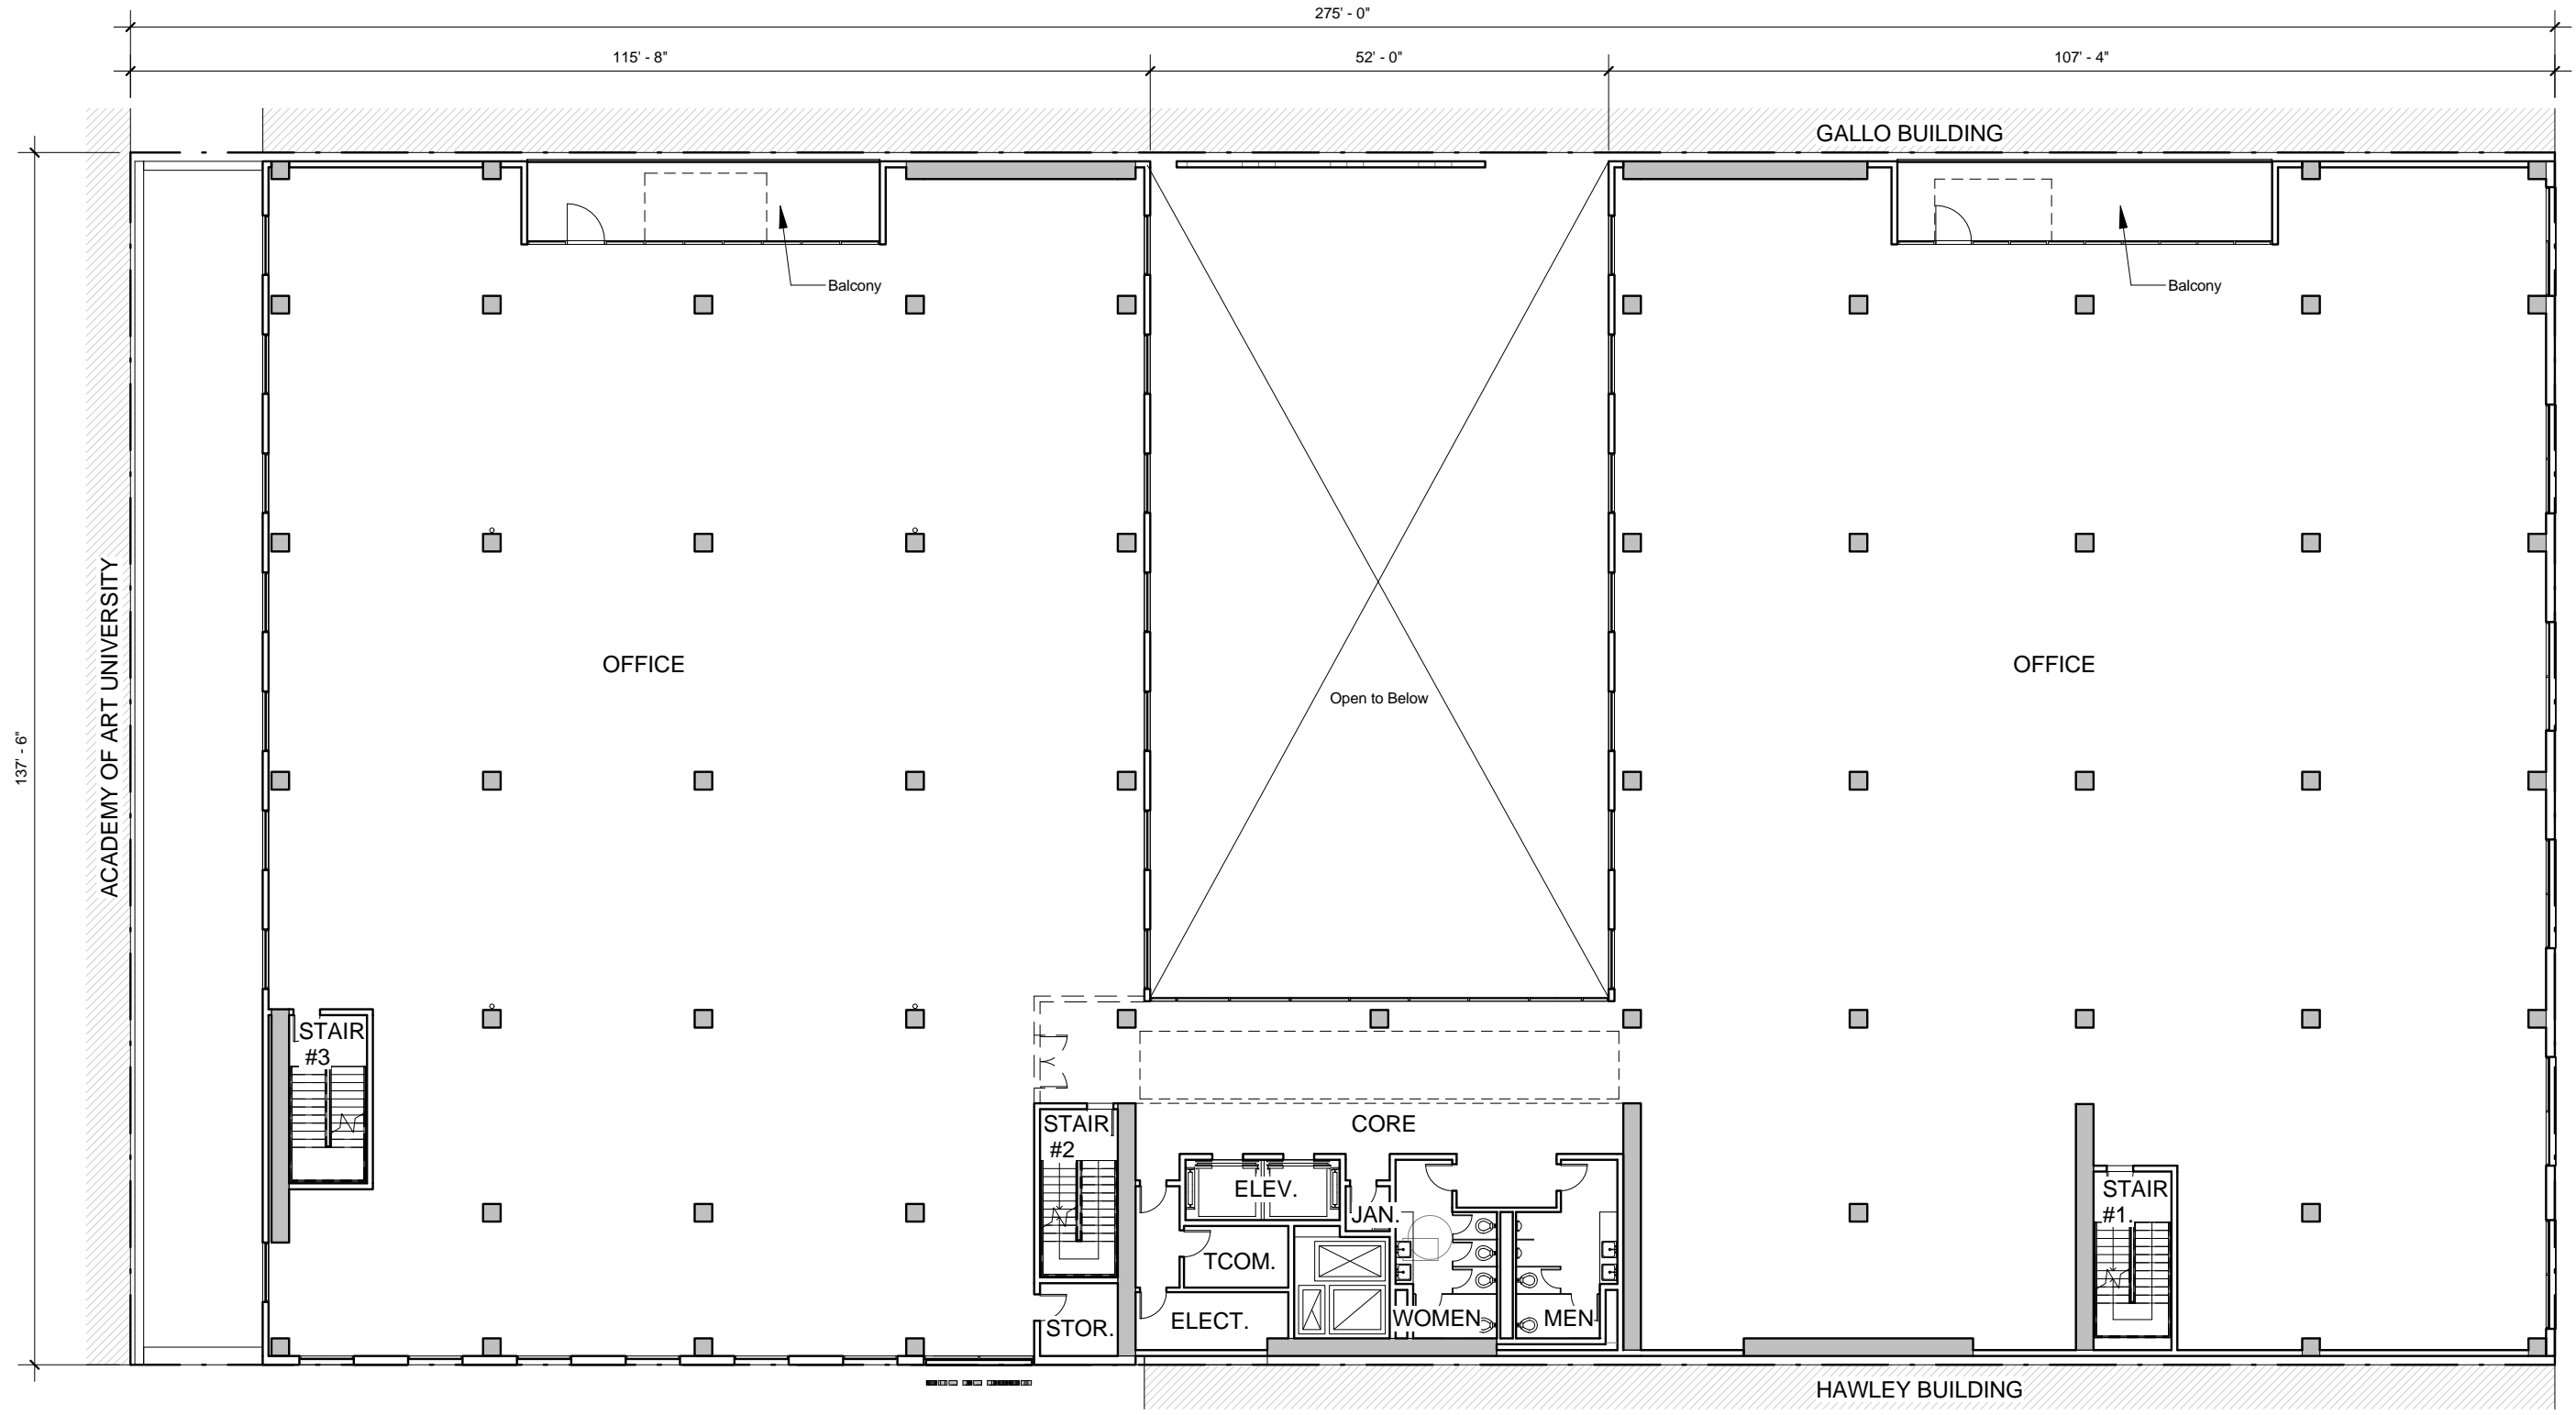 275' - 0"
115' - 8"
52' - 0"
107' - 4"
GALLO BUILDING
Balcony
Balcony
ACADEMY OF ART UNIVERSITY
137' - 6"
OFFICE
OFFICE
Open to Below
STAIR
#3
STAIR
#2
CORE
ELEV.
JAN.
STAIR
#1.
TCOM.
ELECT.
STOR.
WOMEN
MEN
HAWLEY BUILDING